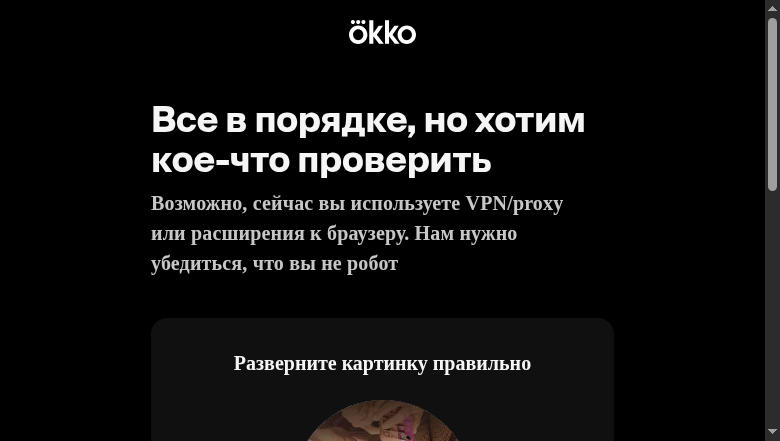 ökko
Все в порядке, но хотим
кое-что проверить
Возможно, сейчас вы используете VPN/proxy
или расширения к браузеру. Нам нужно
убедиться, что вы не робот
Разверните картинку правильно